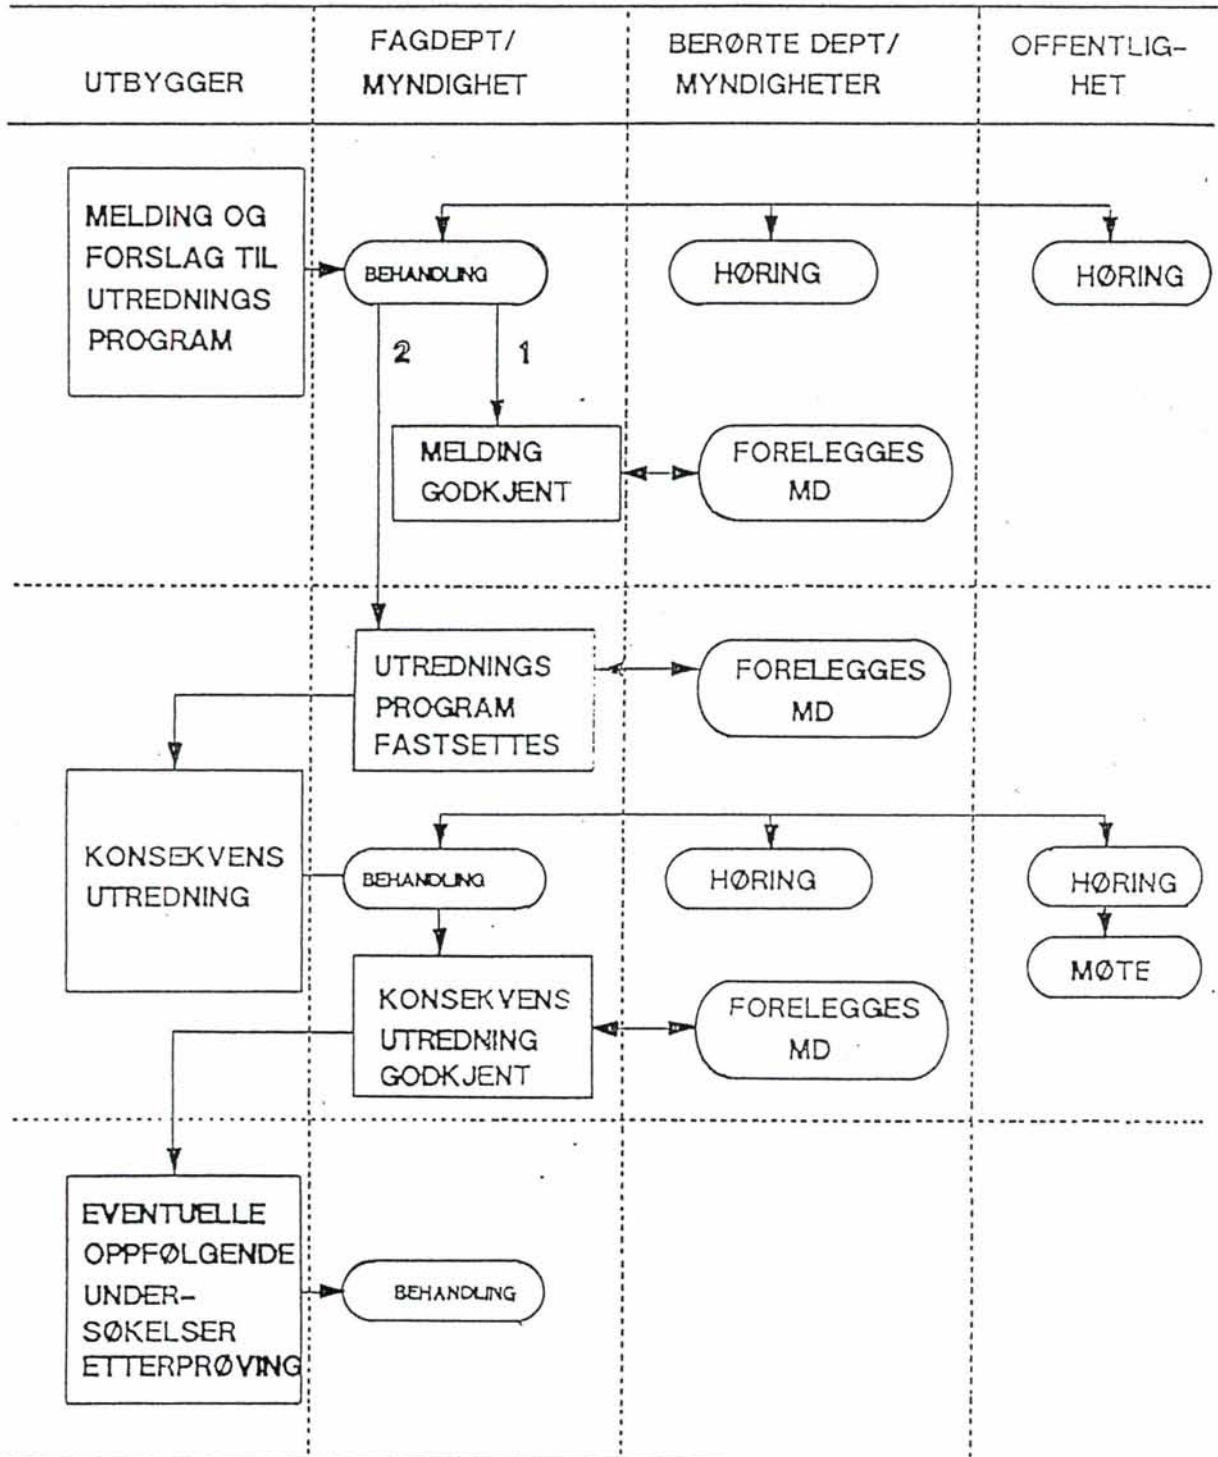 UTBYGGER
FAGDEPT/
MYNDIGHET
BERØRTE DEPT/
MYNDIGHETER
OFFENTLIG-
HET
MELDING OG
FORSLAG TIL
UTREDNINGS
PROGRAM
BEHANDLING
HØRING
HØRING
2
1
MELDING
GODKJENT
FORELEGGES
MD
UTREDNINGS
PROGRAM
FASTSETTES
FORELEGGES
MD
KONSEKVENS
UTREDNING
BEHANDLING
HØRING
HØRING
MØTE
KONSEKVENS
UTREDNING
GODKJENT
FORELEGGES
MD
EVENTUELLE
OPPFØLGENDE
UNDER-
SØKELSER
ETTERPRØVING
BEHANDLING